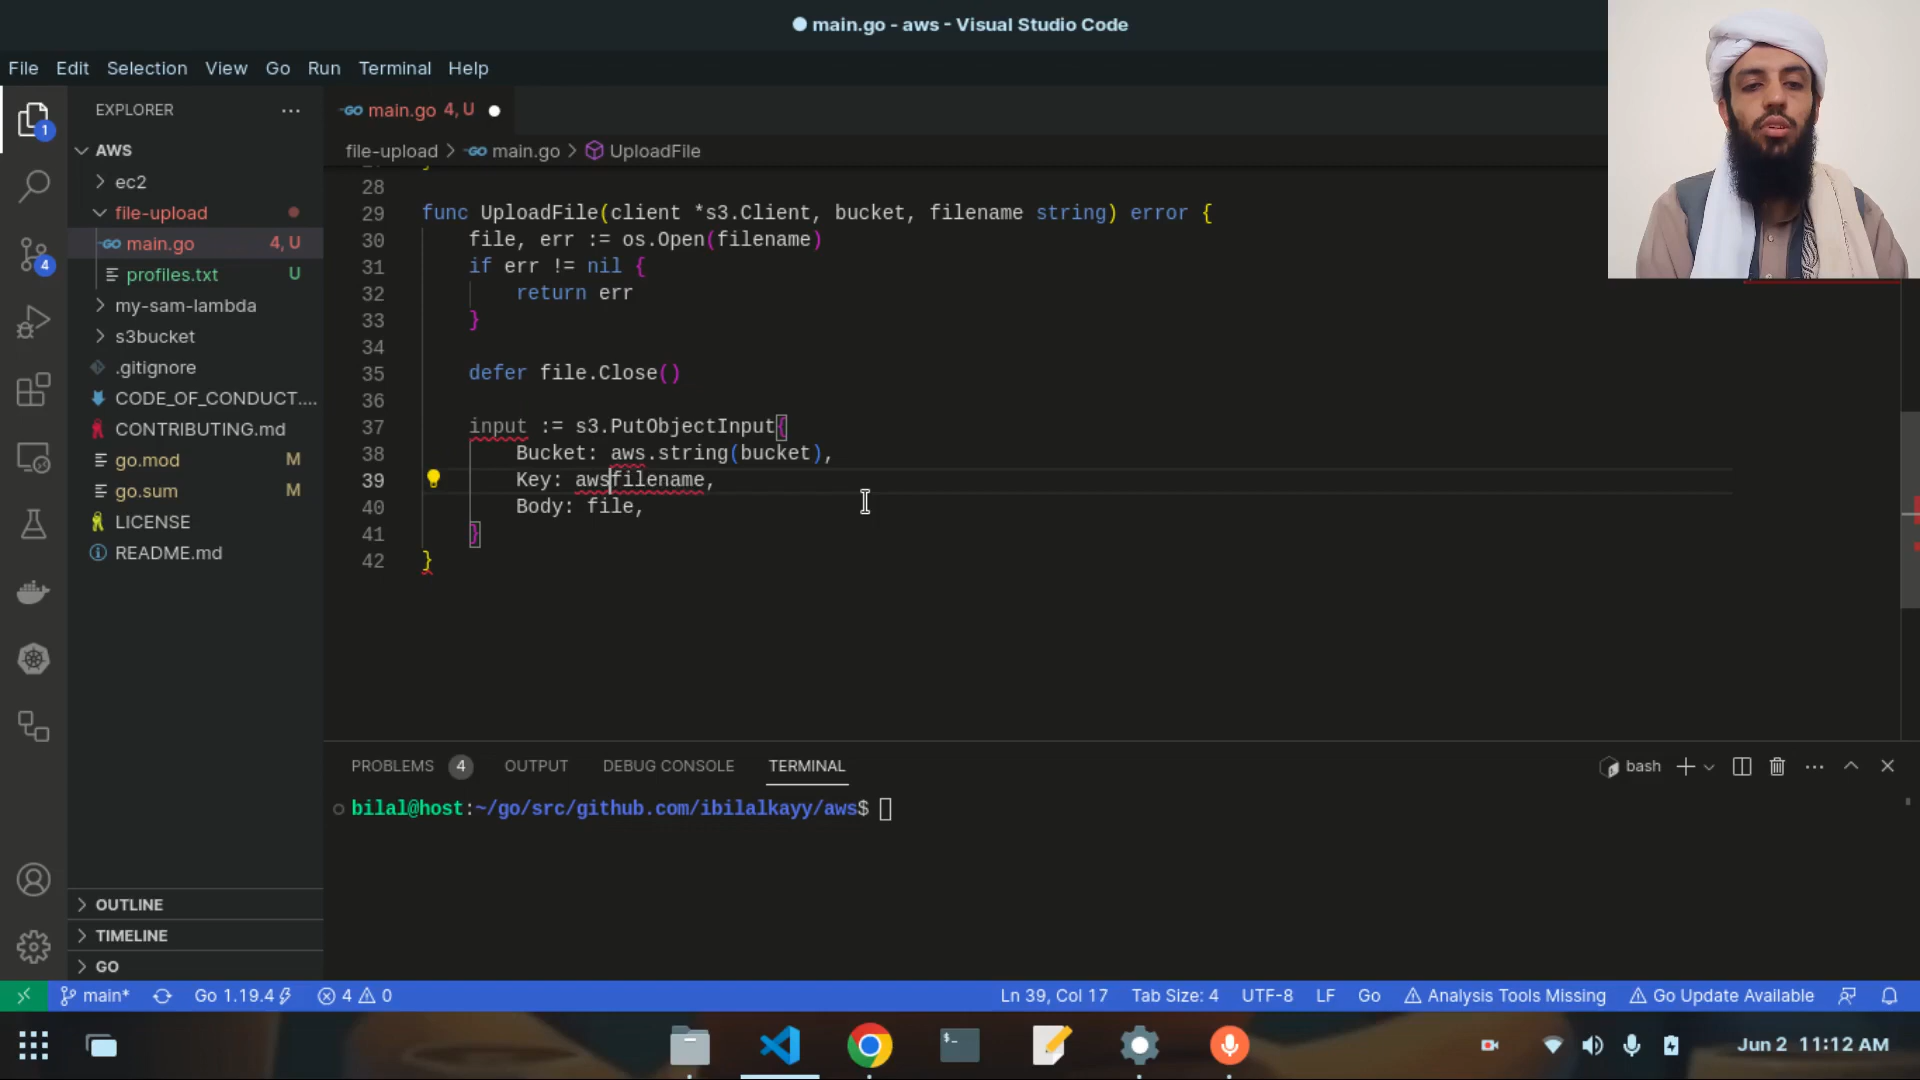 main.go - aws - Visual Studio Code
File Edit Selection View Go Run Terminal Help
EXPLORER
main.go 4, U
file-upload > main.go > UploadFile
AWS
ec2
file-upload
main.go 4, U
profiles.txt U
my-sam-lambda
s3bucket
.gitignore
CODE_OF_CONDUCT....
CONTRIBUTING.md
go.mod M
go.sum M
LICENSE
README.md
OUTLINE
TIMELINE
GO
1
4
28
29 func UploadFile(client *s3.Client, bucket, filename string) error {
30 file, err := os.Open(filename)
31 if err != nil {
32 return err
33 }
34
35 defer file.Close()
36
37 input := s3.PutObjectInput{
38 Bucket: aws.string(bucket),
39 Key: awsfilename,
40 Body: file,
41 }
42 }
PROBLEMS 4 OUTPUT DEBUG CONSOLE TERMINAL
bash
bilal@host:~/go/src/github.com/ibilalkayy/aws$
main* Go 1.19.4 4 0
Ln 39, Col 17 Tab Size: 4 UTF-8 LF Go Analysis Tools Missing Go Update Available
Jun 2 11:12 AM